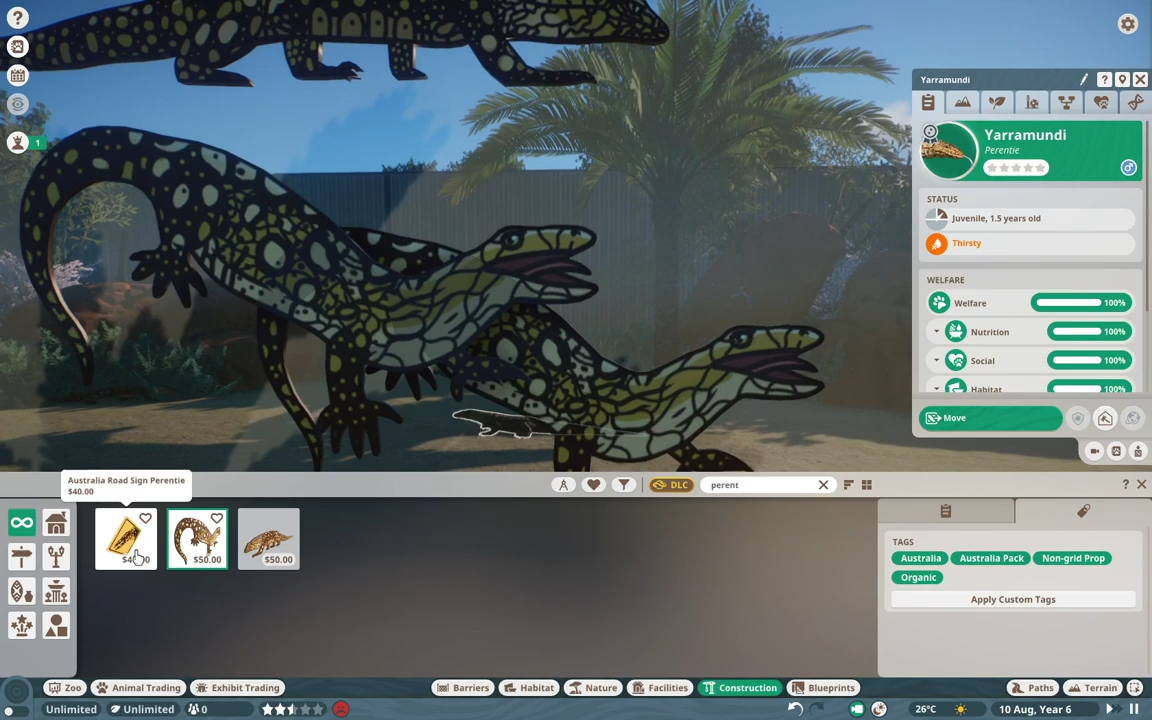 ?
1
Yarramundi
?
Yarramundi
Perentie
STATUS
Juvenile, 1.5 years old
Thirsty
WELFARE
Welfare
100%
Nutrition
100%
Social
100%
Habitat
100%
Move
Australia Road Sign Perentie
$40.00
DLC
perent
?
$50.00
$50.00
TAGS
Australia
Australia Pack
Non-grid Prop
Organic
Apply Custom Tags
Zoo
Animal Trading
Exhibit Trading
Barriers
Habitat
Nature
Facilities
Construction
Blueprints
Paths
Terrain
Unlimited
Unlimited
0
26°C
10 Aug, Year 6